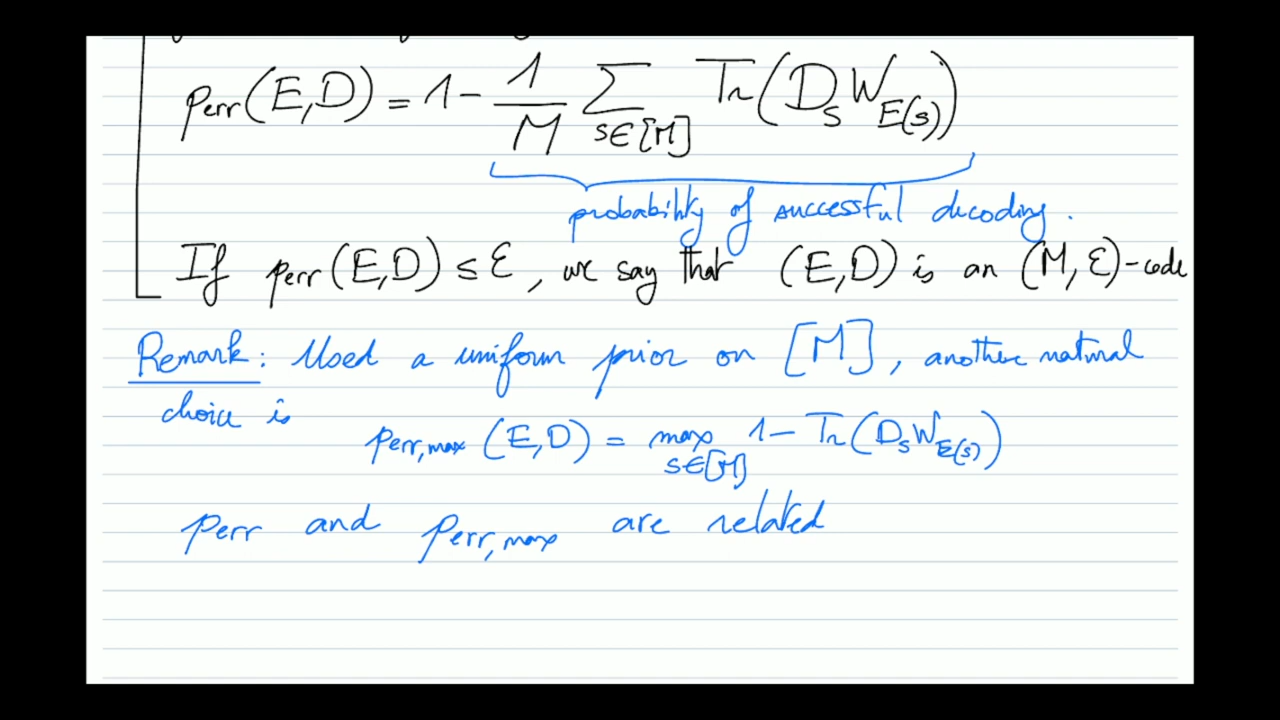 perr(E,D) = 1 - 1/M ∑_{s∈[M]} Tr(D_s W_{E(s)})
probability of successful decoding.
If perr(E,D) ≤ ε, we say that (E,D) is an (M,ε)-code
Remark: Used a uniform prior on [M], another natural
choice is
perr,max (E,D) = max_{s∈[M]} 1 - Tr(D_s W_{E(s)})
perr and perr,max are related